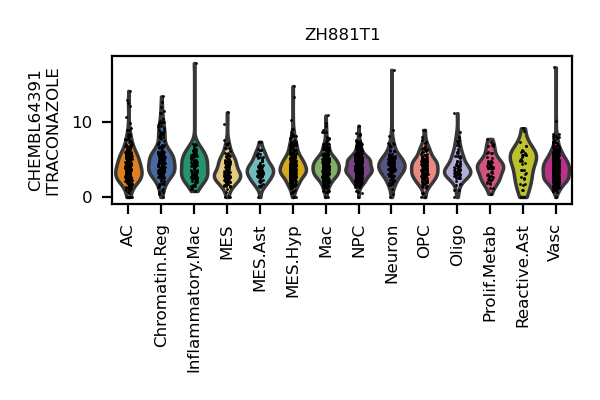 ZH881T1
CHEMBL64391
ITRACONAZOLE
10
0
AC
Chromatin.Reg
Inflammatory.Mac
MES
MES.Ast
MES.Hyp
Mac
NPC
Neuron
OPC
Oligo
Prolif.Metab
Reactive.Ast
Vasc